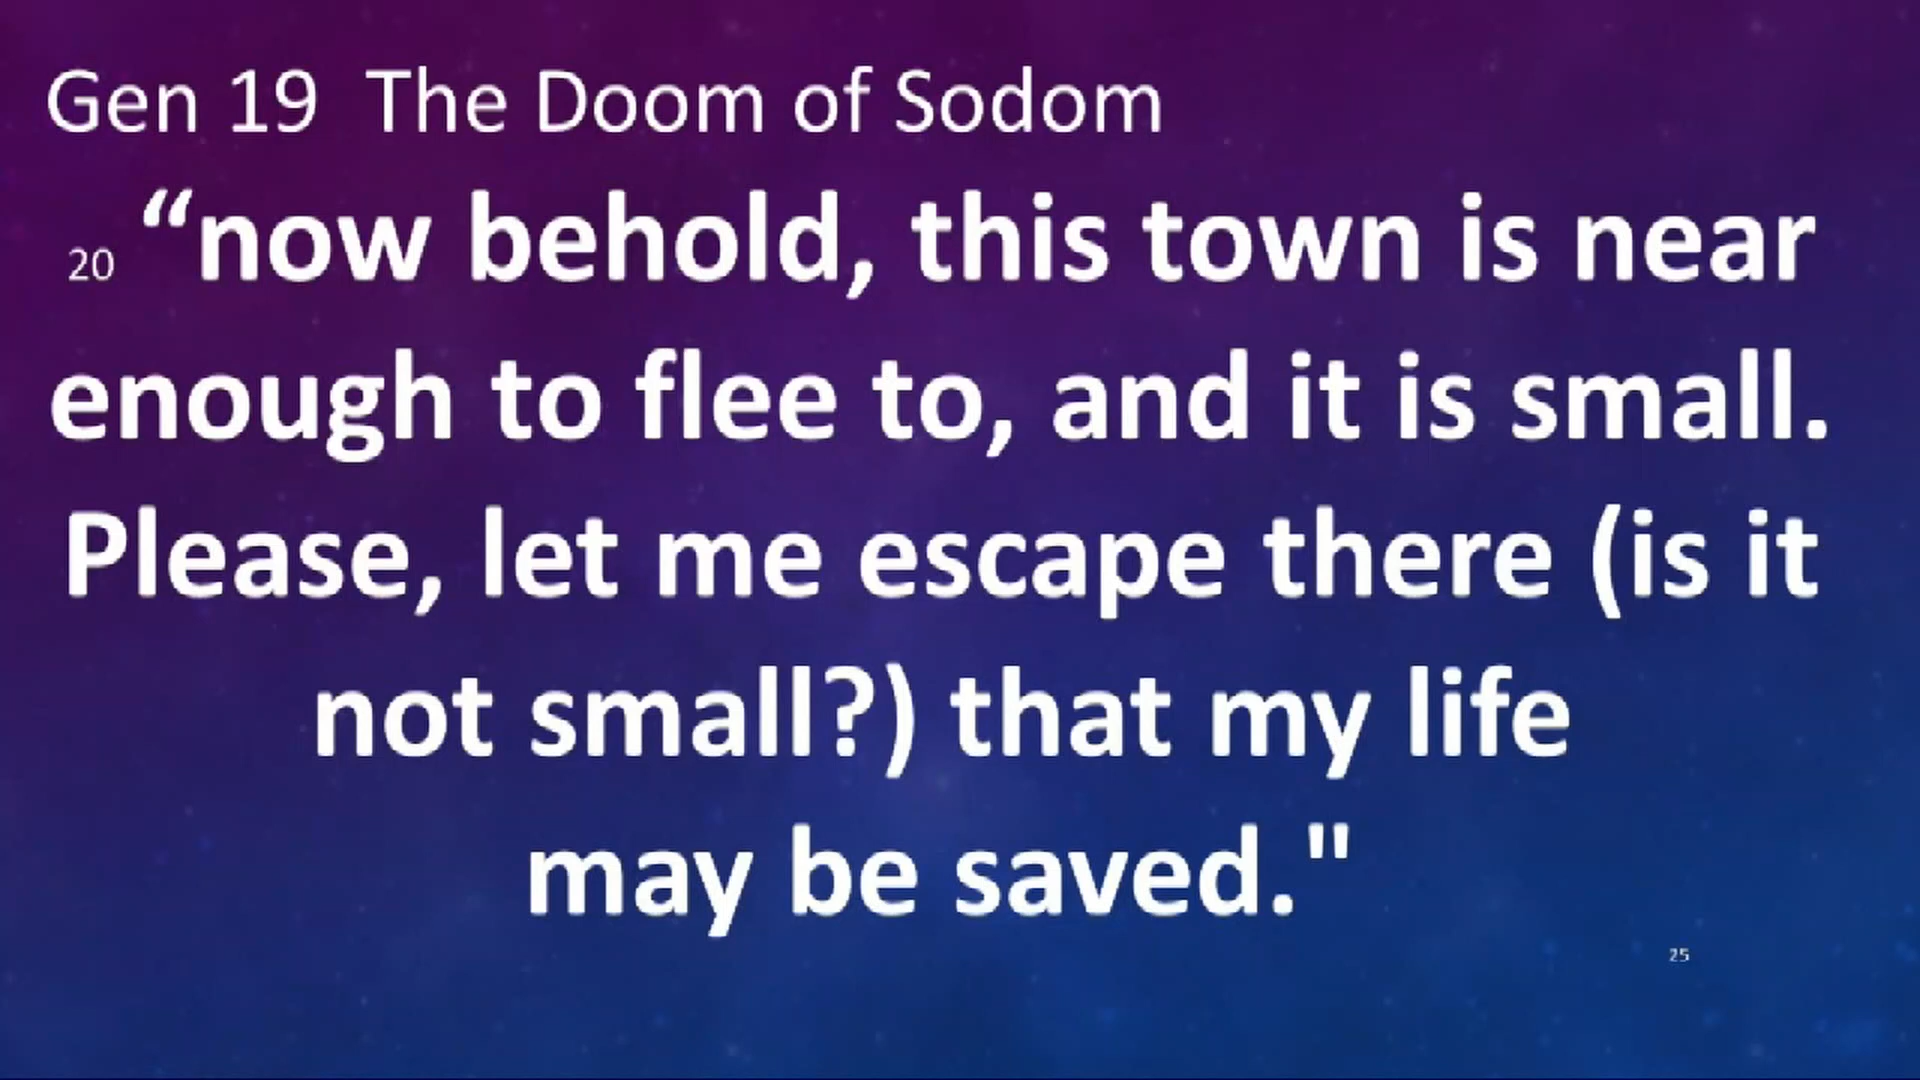 Gen 19  The Doom of Sodom
20 “now behold, this town is near
enough to flee to, and it is small.
Please, let me escape there (is it
not small?) that my life
may be saved."
25